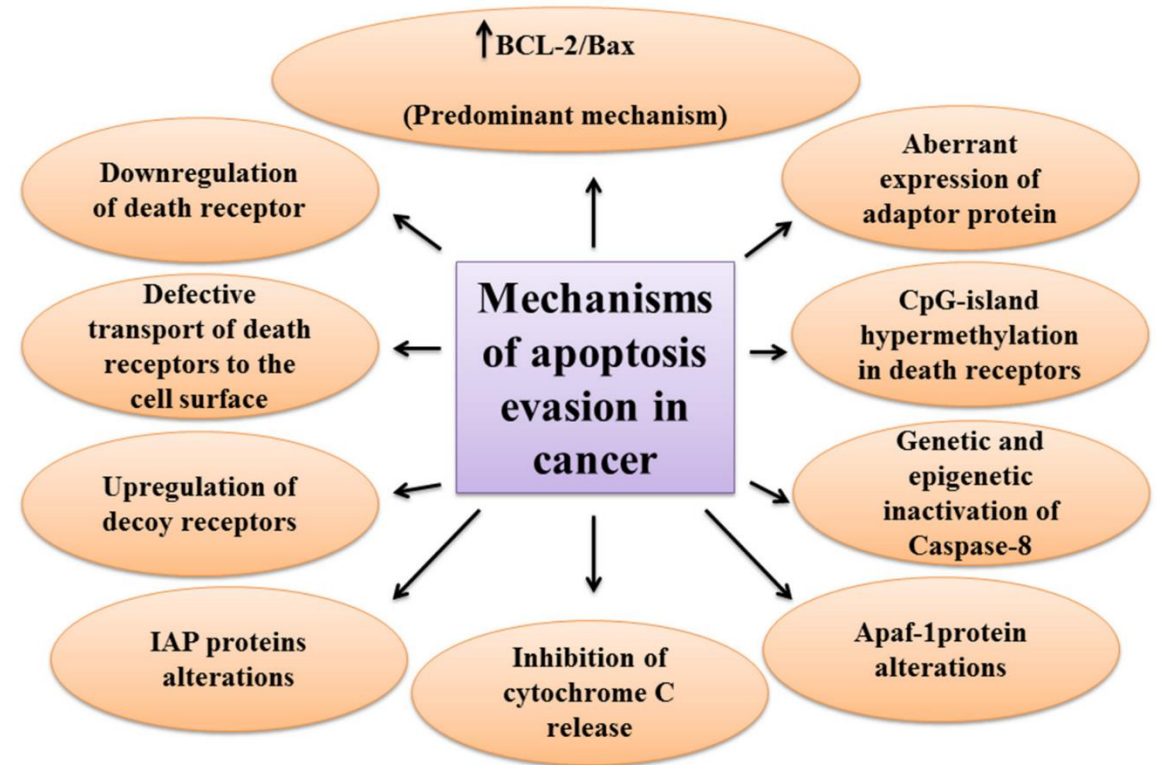 ↑BCL-2/Bax
(Predominant mechanism)
Aberrant
expression of
adaptor protein
CpG-island
hypermethylation
in death receptors
Genetic and
epigenetic
inactivation of
Caspase-8
Apaf-1protein
alterations
Inhibition of
cytochrome C
release
IAP proteins
alterations
Upregulation of
decoy receptors
Defective
transport of death
receptors to the
cell surface
Downregulation
of death receptor
Mechanisms
of apoptosis
evasion in
cancer